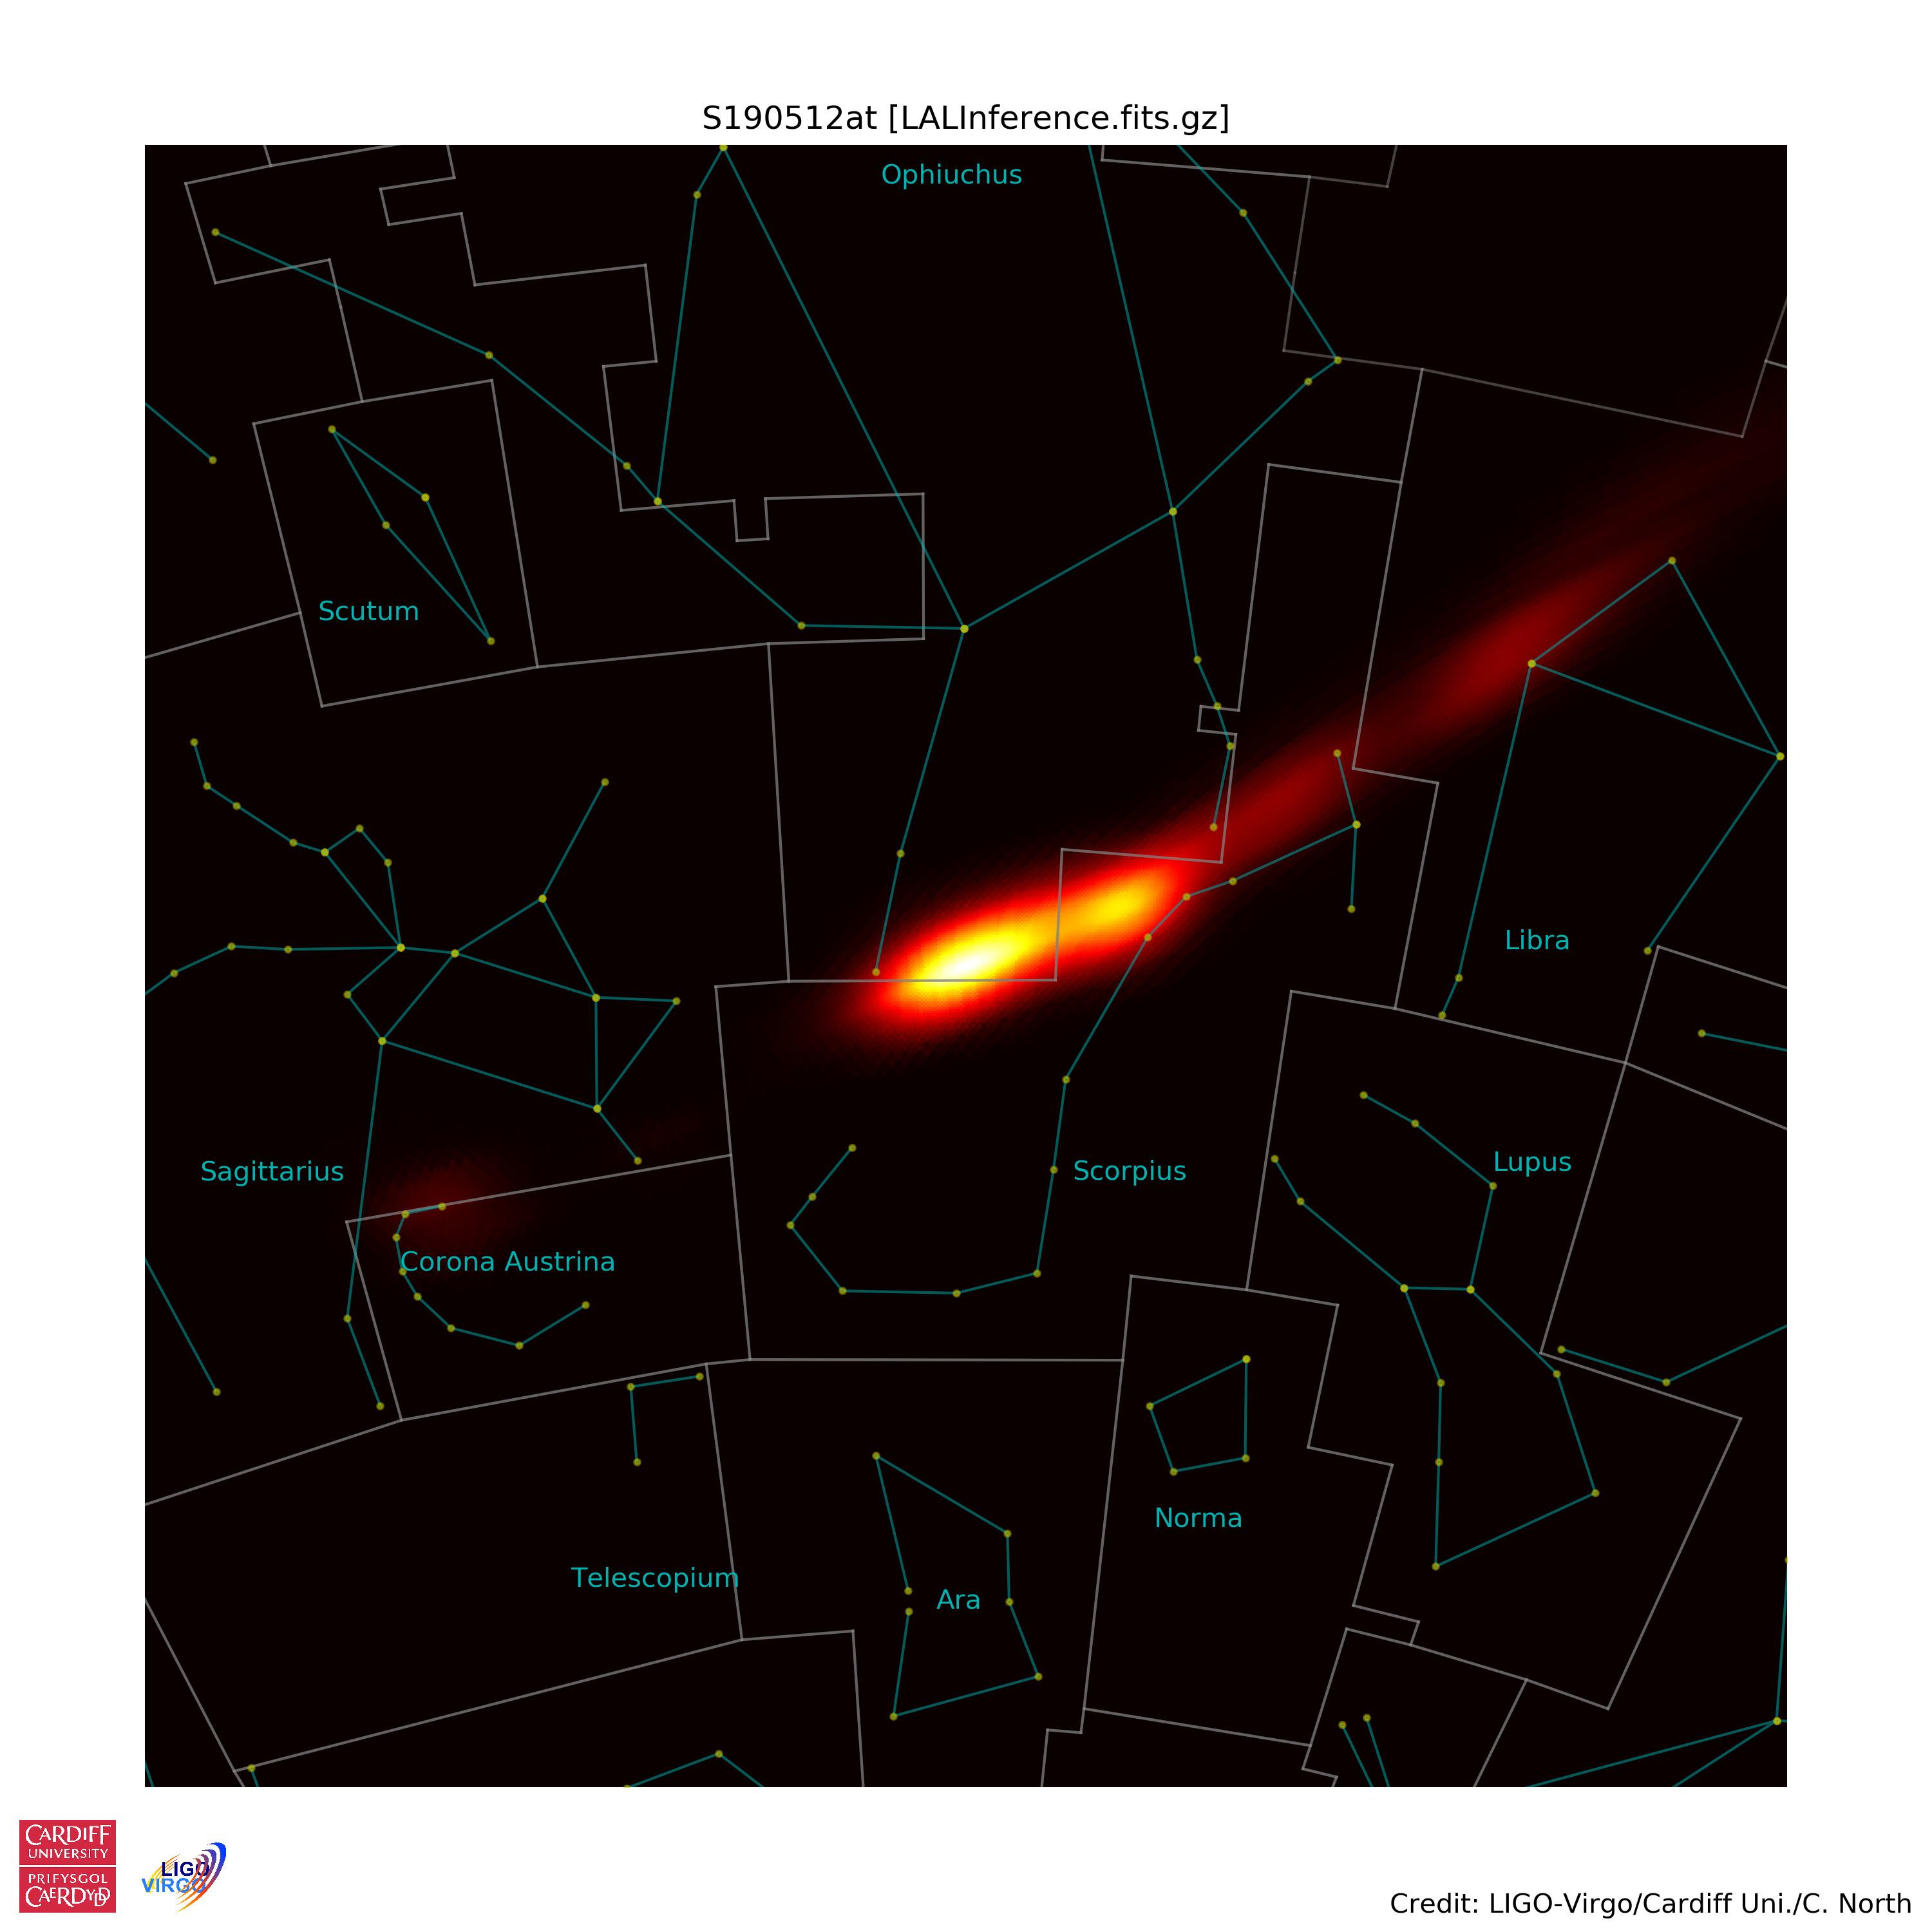 S190512at [LALInference.fits.gz]
Ophiuchus
Scutum
Libra
Sagittarius
Scorpius
Lupus
Corona Austrina
Norma
Telescopium
Ara
CARDIFF
UNIVERSITY
PRIFYSGOL
CAERDYDD
LIGO
VIRGO
Credit: LIGO-Virgo/Cardiff Uni./C. North